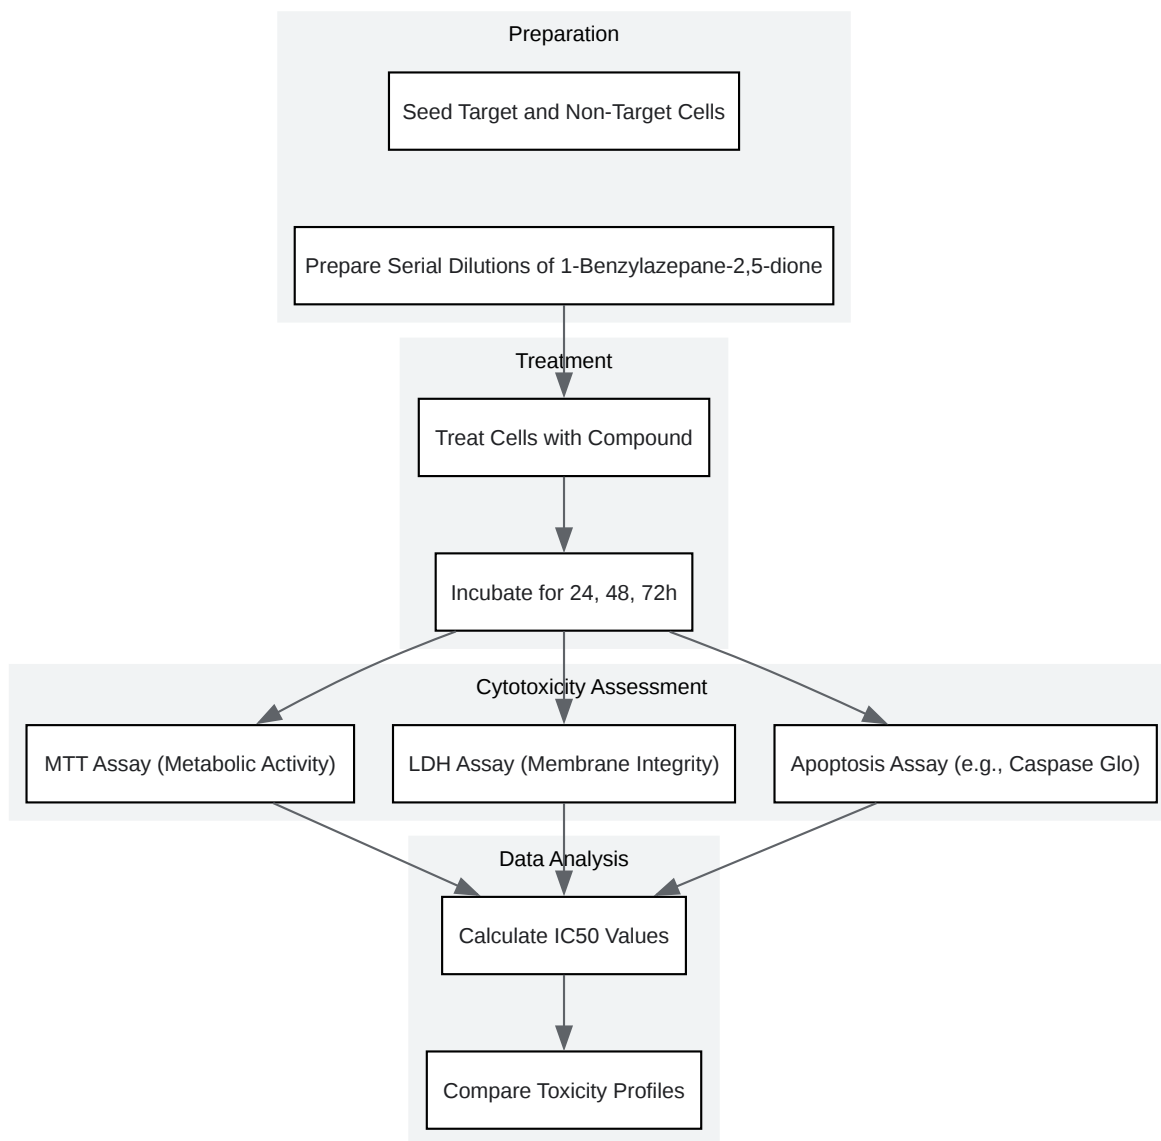 Preparation
Seed Target and Non-Target Cells
Prepare Serial Dilutions of 1-Benzylazepane-2,5-dione
Treatment
Treat Cells with Compound
Incubate for 24, 48, 72h
Cytotoxicity Assessment
MTT Assay (Metabolic Activity)
LDH Assay (Membrane Integrity)
Apoptosis Assay (e.g., Caspase Glo)
Data Analysis
Calculate IC50 Values
Compare Toxicity Profiles